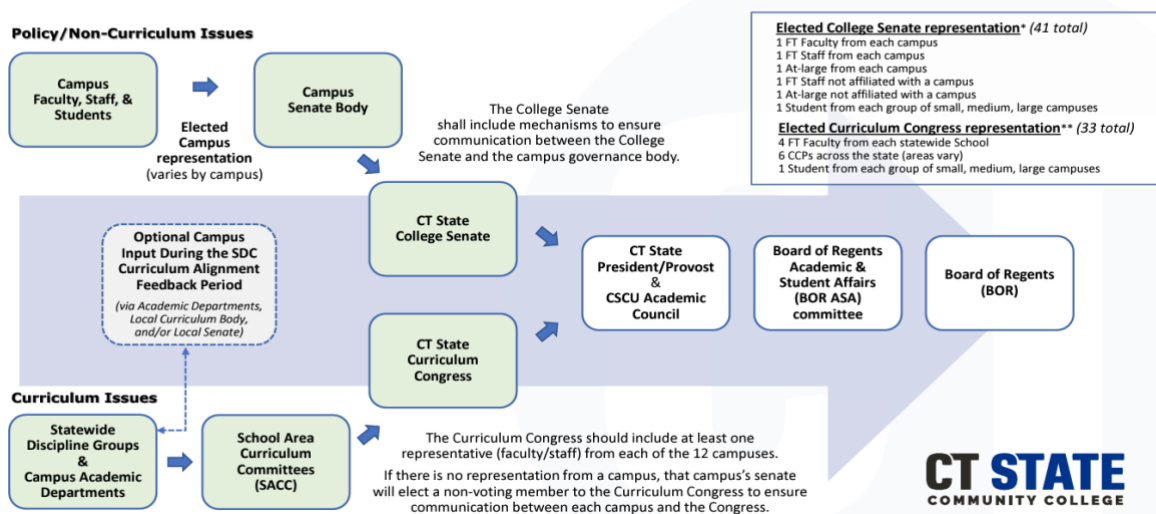 Policy/Non-Curriculum Issues
Campus
Faculty, Staff, &
Students
Elected
Campus
representation
(varies by campus)
Campus
Senate Body
The College Senate
shall include mechanisms to ensure
communication between the College
Senate and the campus governance body.
Elected College Senate representation* (41 total)
1 FT Faculty from each campus
1 FT Staff from each campus
1 At-large from each campus
1 FT Staff not affiliated with a campus
1 At-large not affiliated with a campus
1 Student from each group of small, medium, large campuses
Elected Curriculum Congress representation** (33 total)
4 FT Faculty from each statewide School
6 CCPs across the state (areas vary)
1 Student from each group of small, medium, large campuses
Optional Campus
Input During the SDC
Curriculum Alignment
Feedback Period
(via Academic Departments,
Local Curriculum Body,
and/or Local Senate)
CT State
College Senate
CT State
Curriculum
Congress
CT State
President/Provost
&
CSCU Academic
Council
Board of Regents
Academic &
Student Affairs
(BOR ASA)
committee
Board of Regents
(BOR)
Curriculum Issues
Statewide
Discipline Groups
&
Campus Academic
Departments
School Area
Curriculum
Committees
(SACC)
The Curriculum Congress should include at least one
representative (faculty/staff) from each of the 12 campuses.
If there is no representation from a campus, that campus's senate
will elect a non-voting member to the Curriculum Congress to ensure
communication between each campus and the Congress.
CT STATE
COMMUNITY COLLEGE